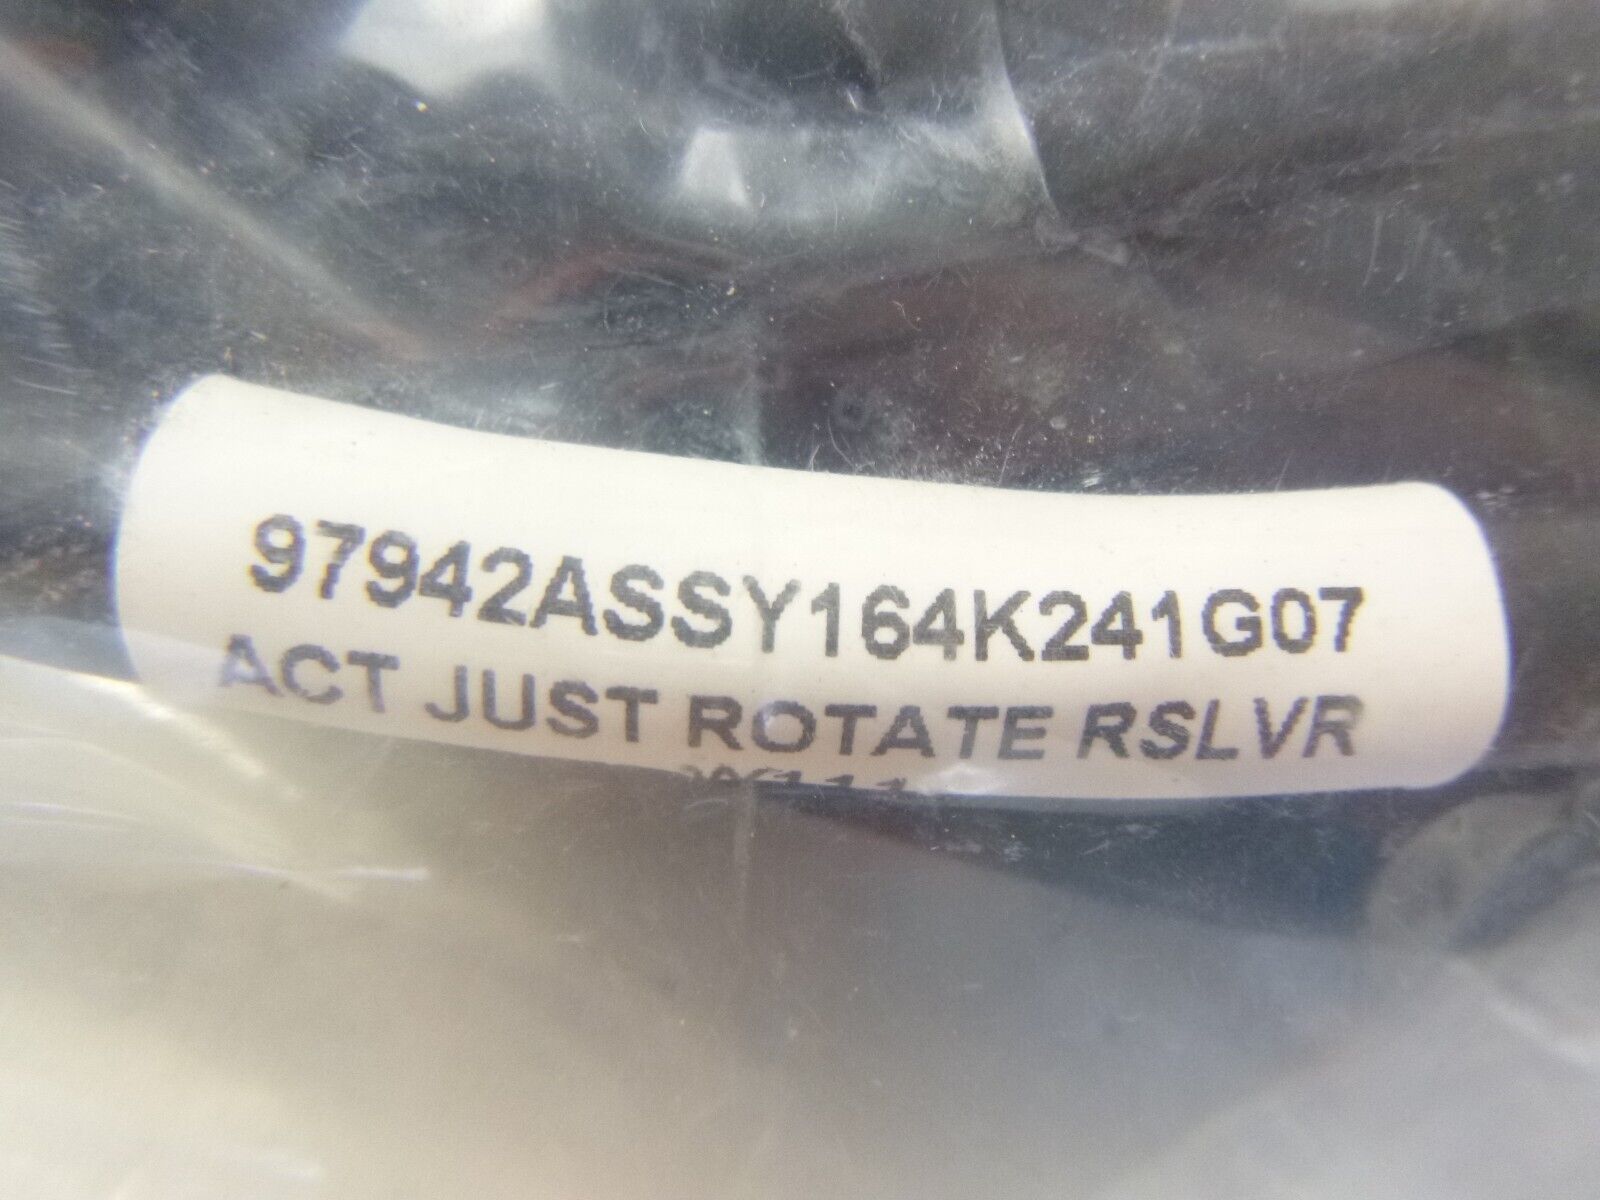 97942ASSY164K241G07
ACT JUST ROTATE RSLVR